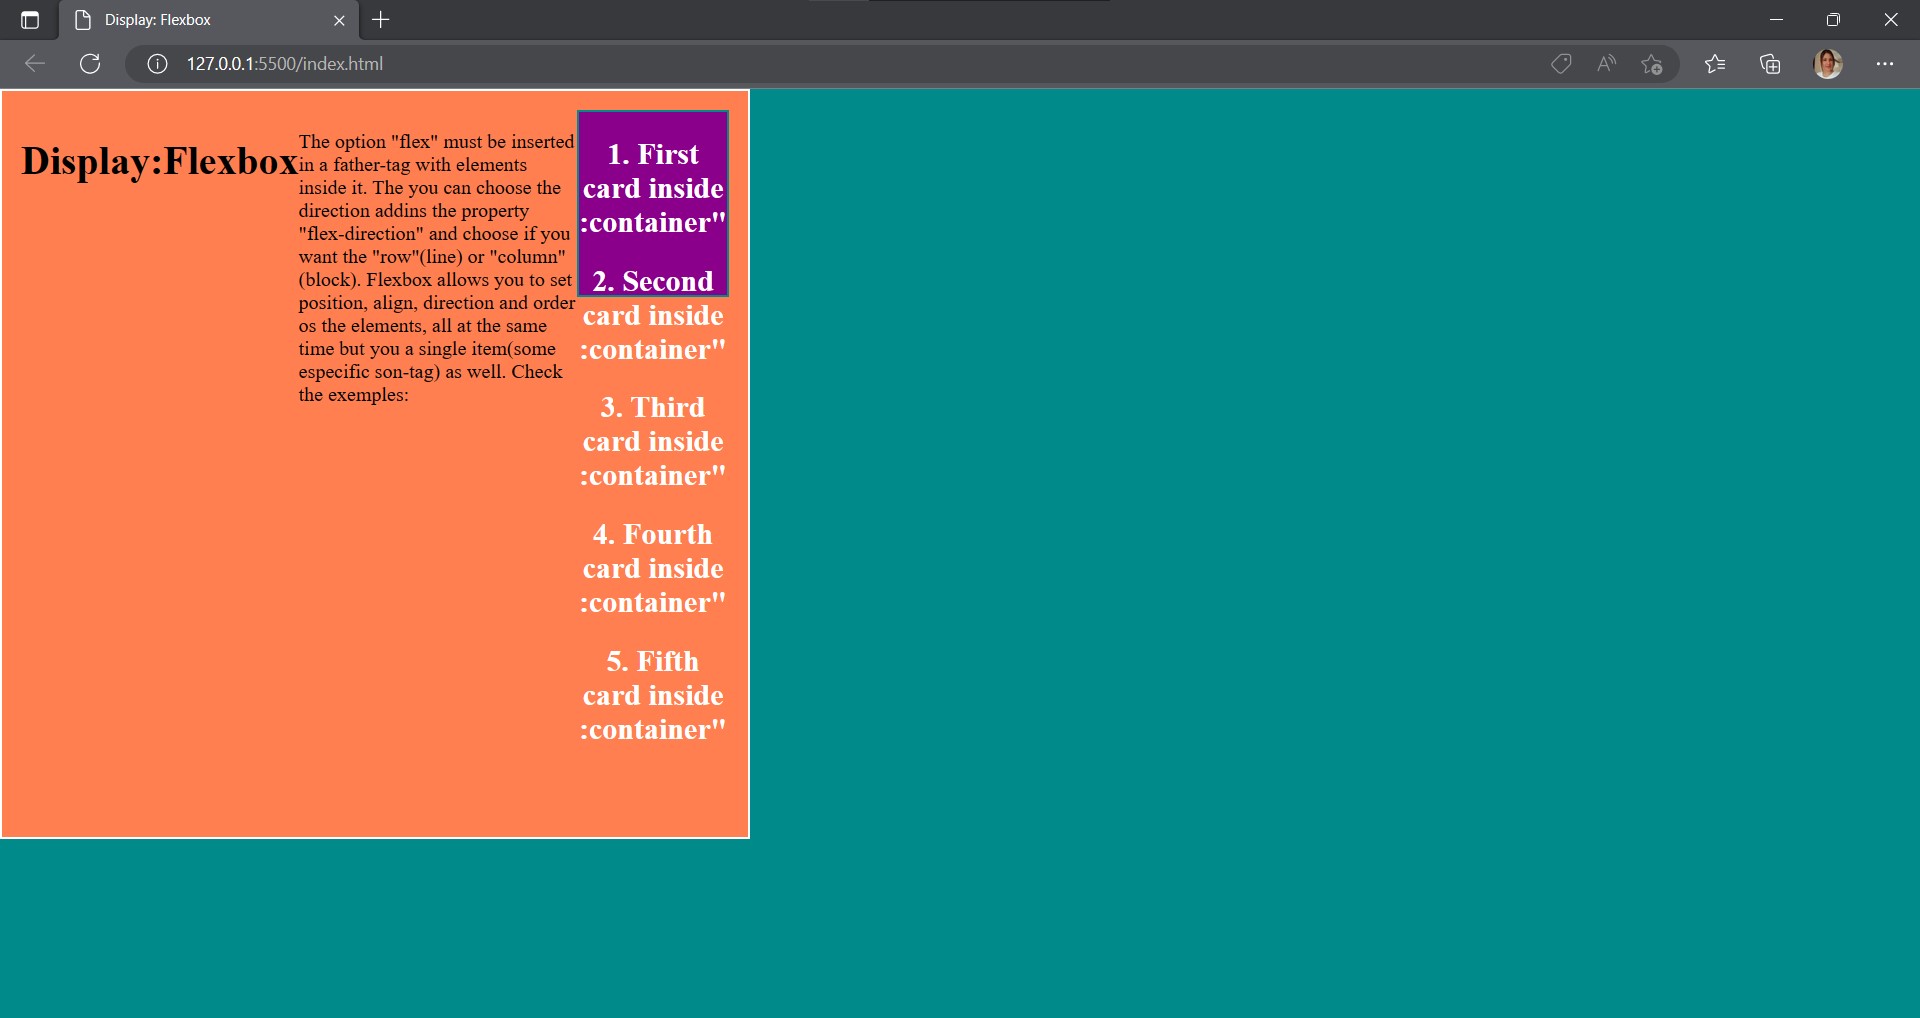 Display: Flexbox
127.0.0.1:5500/index.html
Display:Flexbox
The option "flex" must be inserted
in a father-tag with elements
inside it. The you can choose the
direction addins the property
"flex-direction" and choose if you
want the "row"(line) or "column"
(block). Flexbox allows you to set
position, align, direction and order
os the elements, all at the same
time but you a single item(some
especific son-tag) as well. Check
the exemples:
1. First
card inside
:container"
2. Second
card inside
:container"
3. Third
card inside
:container"
4. Fourth
card inside
:container"
5. Fifth
card inside
:container"